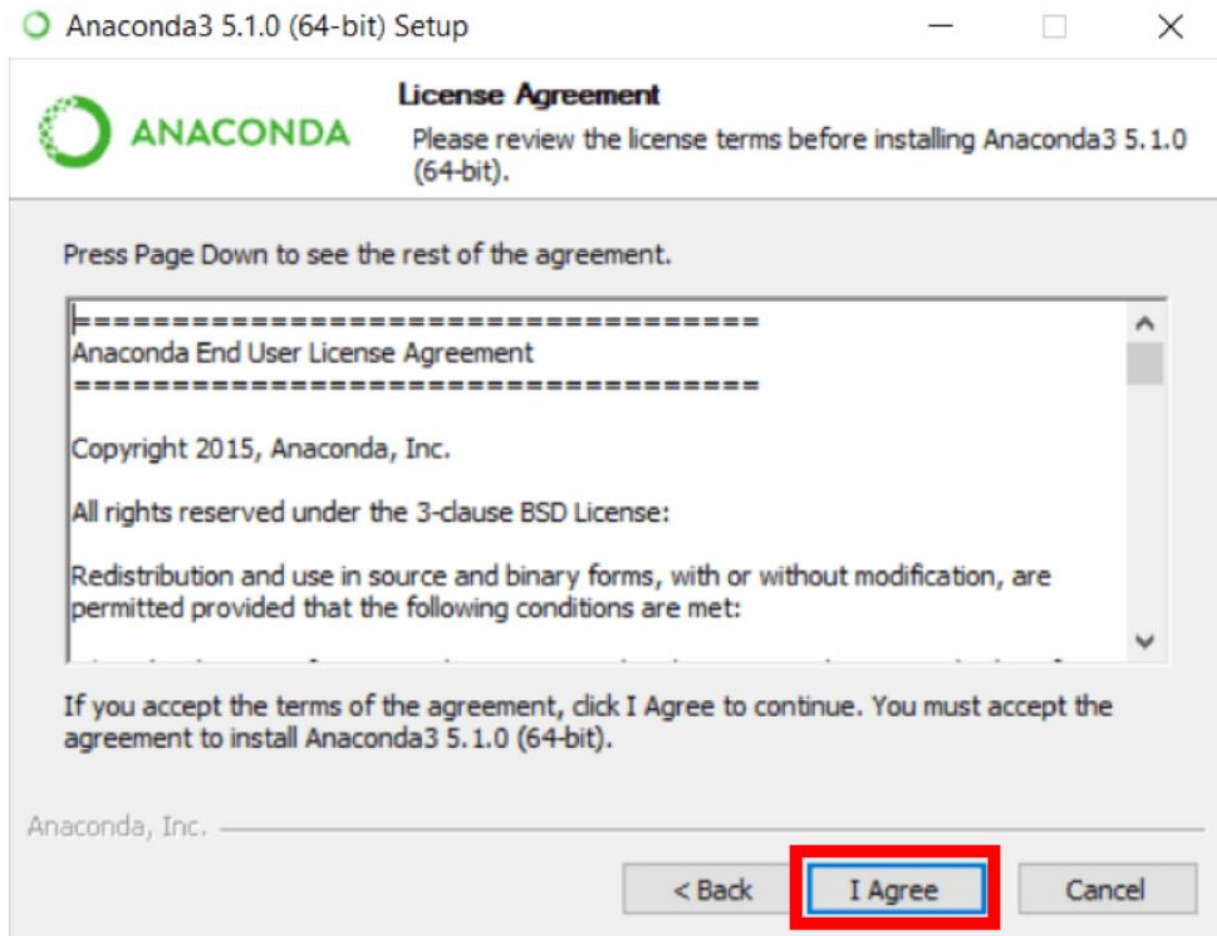 Anaconda3 5.1.0 (64-bit) Setup
ANACONDA
License Agreement
Please review the license terms before installing Anaconda3 5.1.0
(64-bit).
Press Page Down to see the rest of the agreement.
===================================
Anaconda End User License Agreement
===================================
Copyright 2015, Anaconda, Inc.
All rights reserved under the 3-clause BSD License:
Redistribution and use in source and binary forms, with or without modification, are
permitted provided that the following conditions are met:
If you accept the terms of the agreement, click I Agree to continue. You must accept the
agreement to install Anaconda3 5.1.0 (64-bit).
Anaconda, Inc.
< Back
I Agree
Cancel